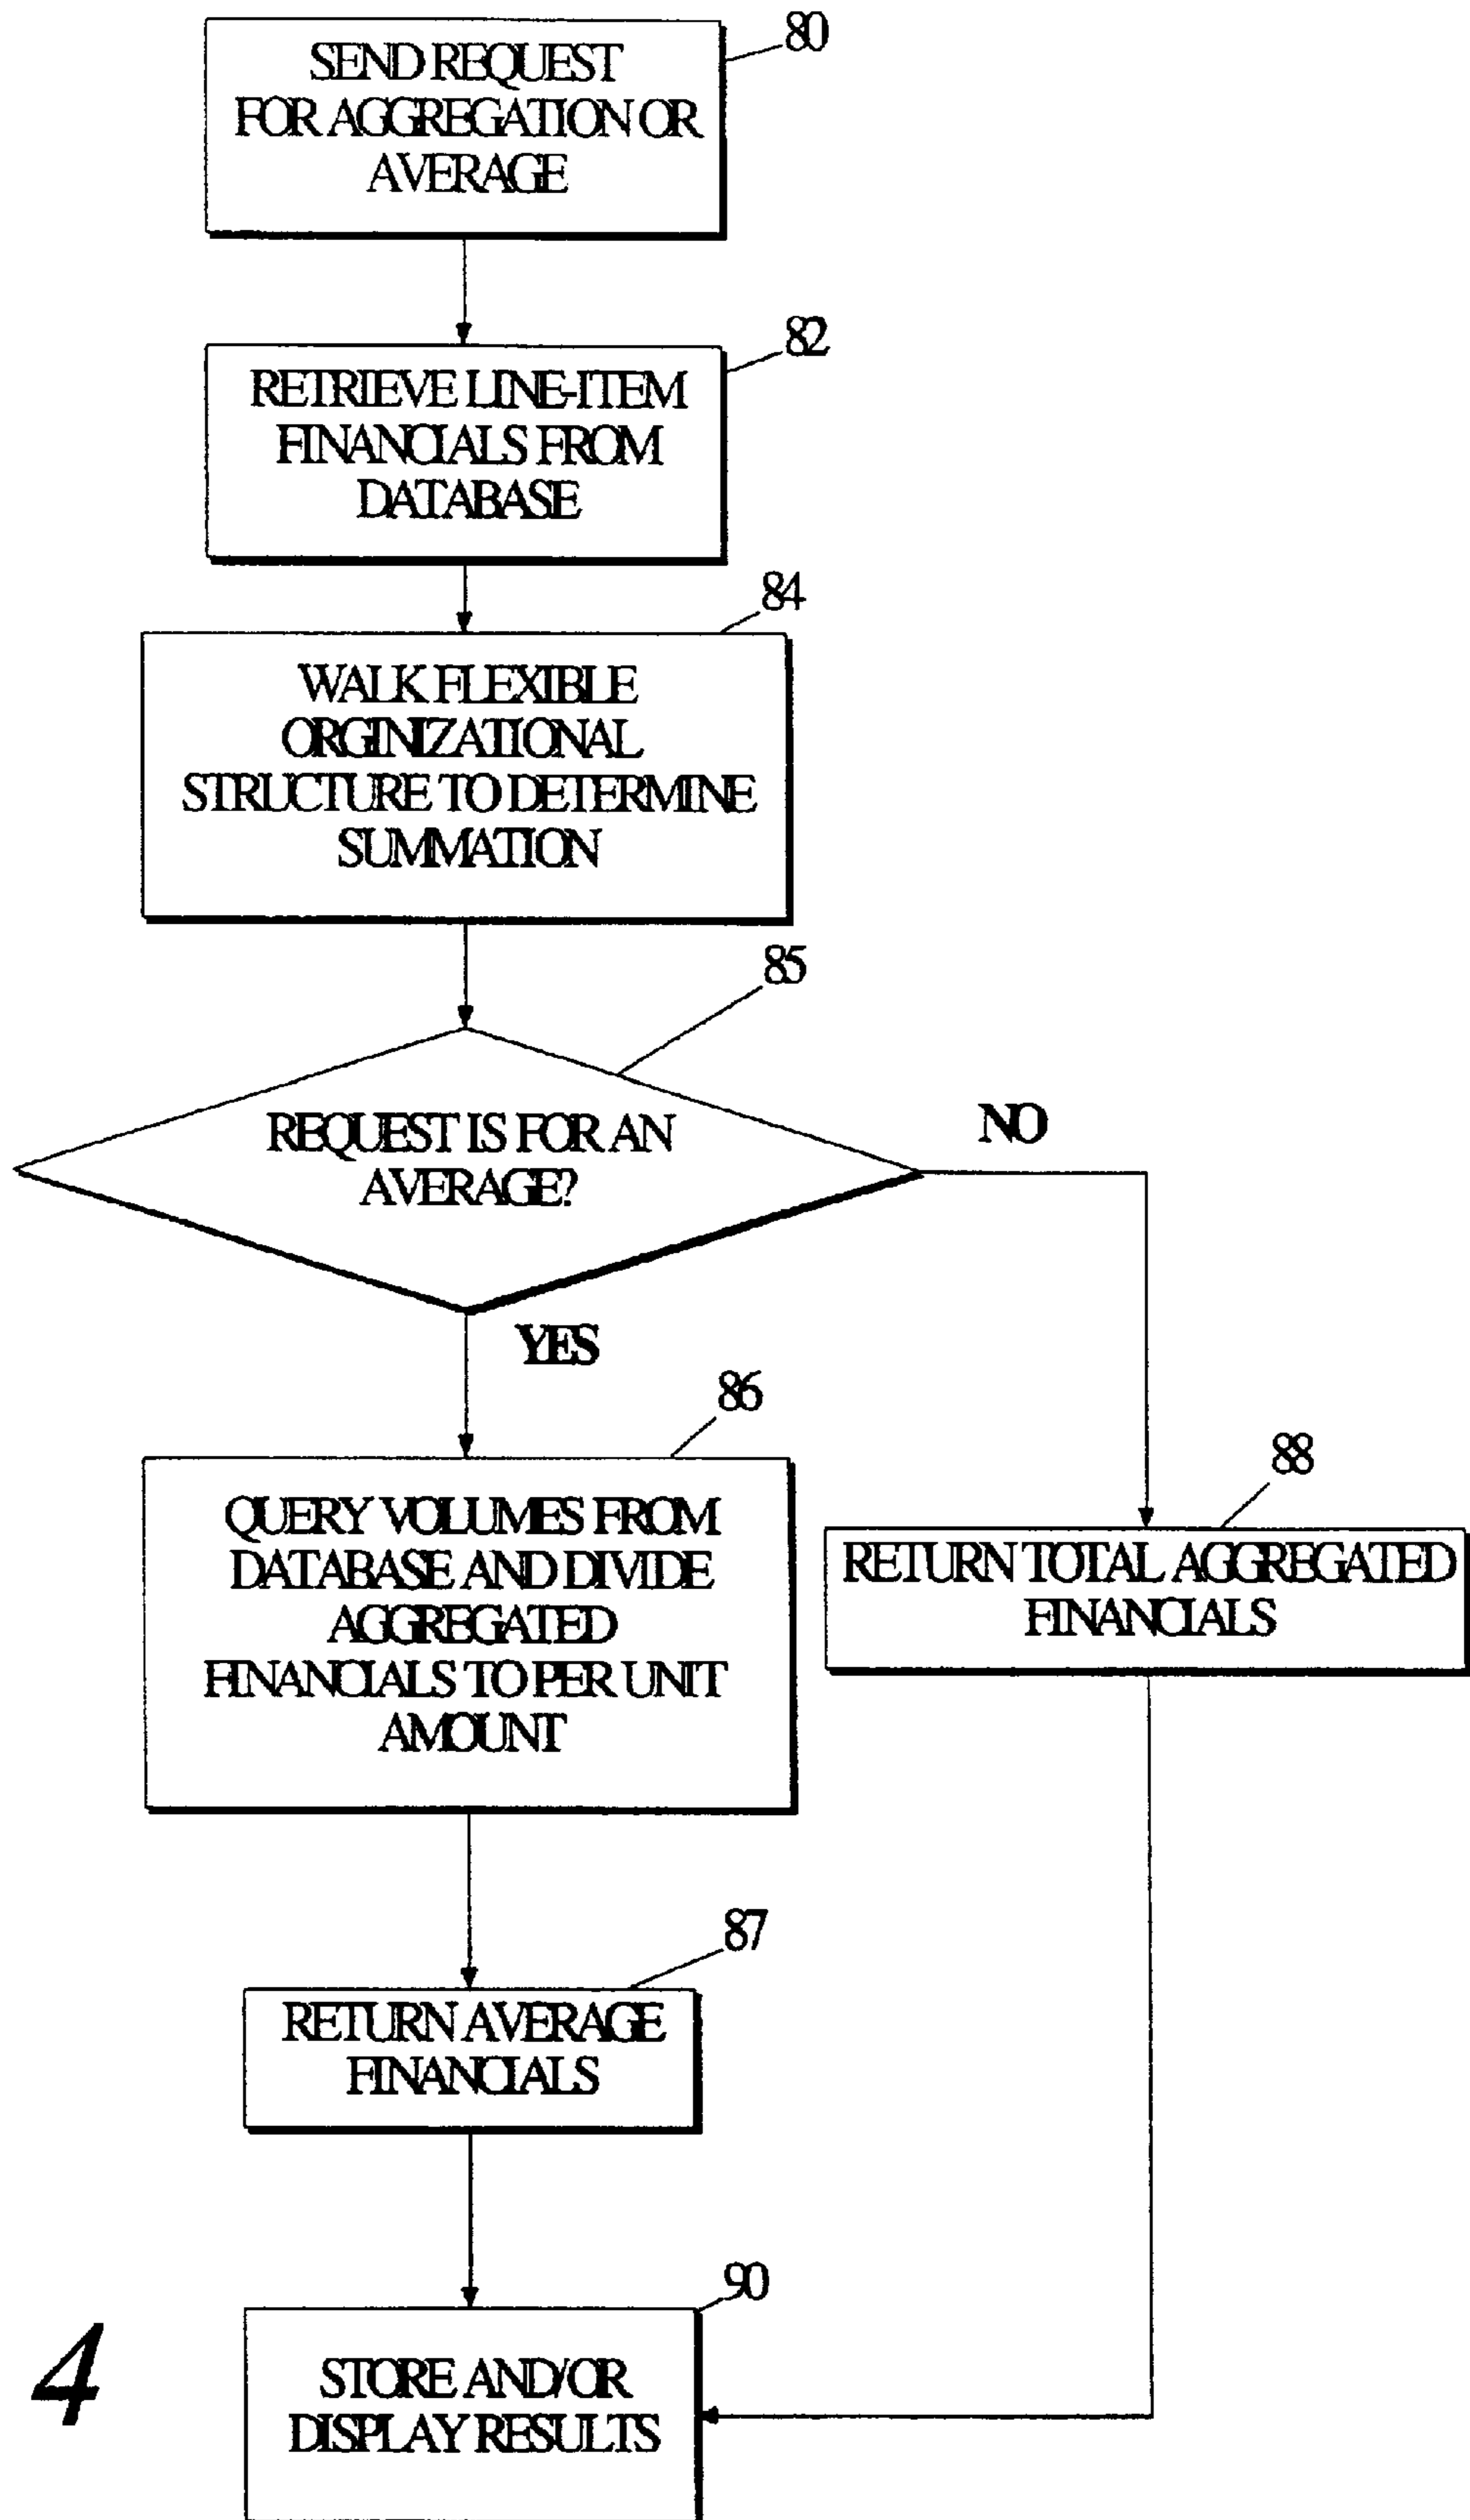 80
SEND REQUEST
FOR AGGREGATION OR
AVERAGE
82
RETRIEVE LINE-ITEM
FINANCIALS FROM
DATABASE
84
WALK FLEXIBLE
ORGINIZATIONAL
STRUCTURE TO DETERMINE
SUMMATION
85
REQUEST IS FOR AN
AVERAGE?
NO
YES
86
QUERY VOLUMES FROM
DATABASE AND DIVIDE
AGGREGATED
FINANCIALS TO PER UNIT
AMOUNT
88
RETURN TOTAL AGGREGATED
FINANCIALS
87
RETURN AVERAGE
FINANCIALS
90
STORE AND/OR
DISPLAY RESULTS
4